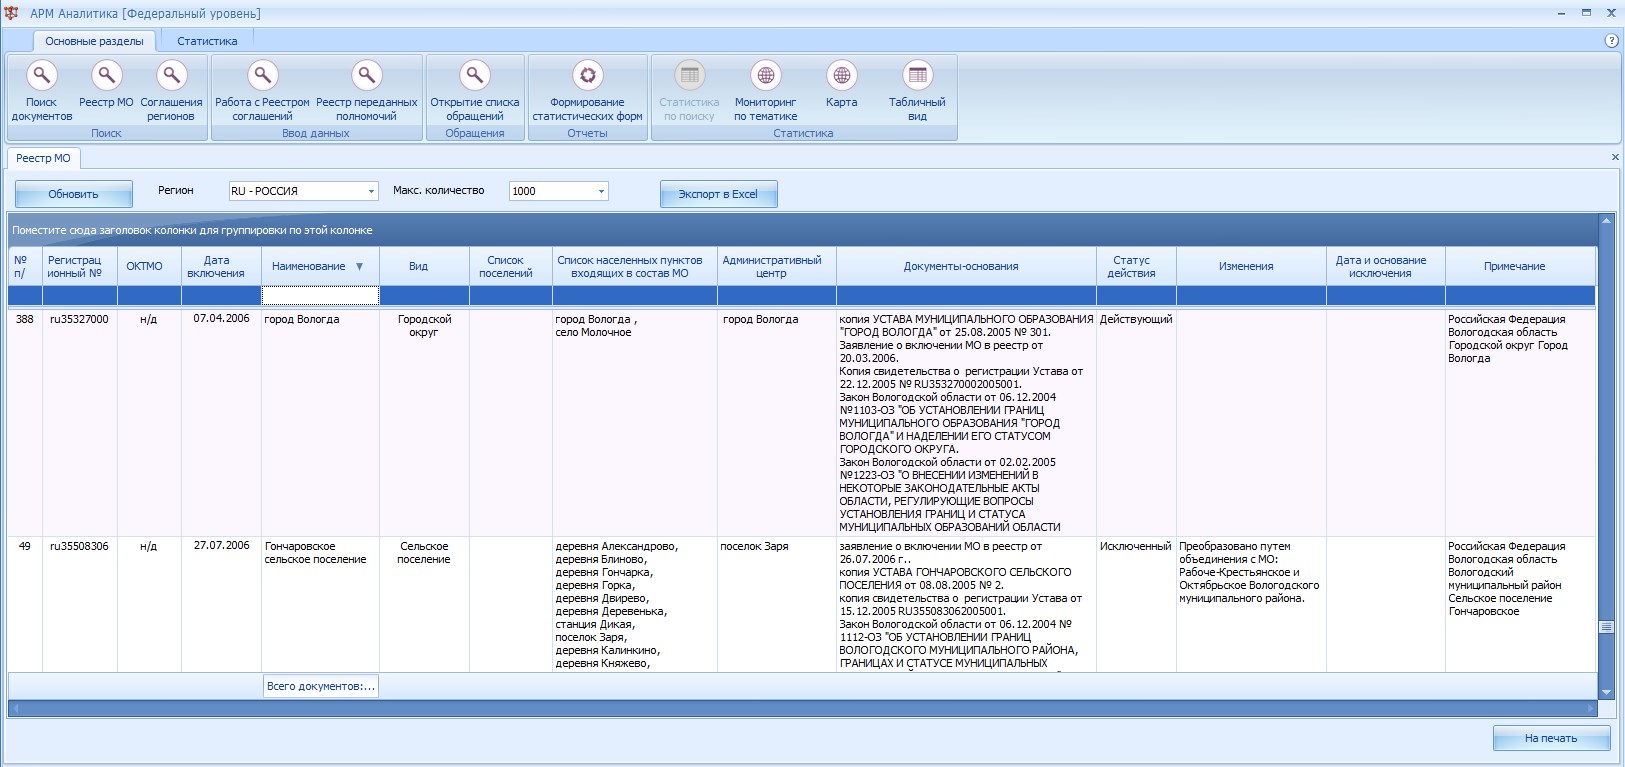 АРМ Аналитика [Федеральный уровень]
Основные разделы
Статистика
?
Поиск
документов
Реестр МО
Соглашения
регионов
Работа с Реестром
соглашений
Реестр переданных
полномочий
Открытие списка
обращений
Формирование
статистических форм
Статистика
по поиску
Мониторинг
по тематике
Карта
Табличный
вид
Поиск
Ввод данных
Обращения
Отчеты
Статистика
Реестр МО
Обновить
Регион
RU - РОССИЯ
Макс. количество
1000
Экспорт в Excel
Поместите сюда заголовок колонки для группировки по этой колонке
№
п/
Регистрац
ионный №
ОКТМО
Дата
включения
Наименование
Вид
Список
поселений
Список населенных пунктов
входящих в состав МО
Административный
центр
Документы-основания
Статус
действия
Изменения
Дата и основание
исключения
Примечание
388
ru35327000
н/д
07.04.2006
город Вологда
Городской
округ
город Вологда ,
село Молочное
город Вологда
копия УСТАВА МУНИЦИПАЛЬНОГО ОБРАЗОВАНИЯ
"ГОРОД ВОЛОГДА" от 25.08.2005 № 301.
Заявление о включении МО в реестр от
20.03.2006.
Копия свидетельства о  регистрации Устава от
22.12.2005 № RU353270002005001.
Закон Вологодской области от 06.12.2004
№1103-ОЗ "ОБ УСТАНОВЛЕНИИ ГРАНИЦ
МУНИЦИПАЛЬНОГО ОБРАЗОВАНИЯ "ГОРОД
ВОЛОГДА" И НАДЕЛЕНИИ ЕГО СТАТУСОМ
ГОРОДСКОГО ОКРУГА.
Закон Вологодской области от 02.02.2005
№1223-ОЗ "О ВНЕСЕНИИ ИЗМЕНЕНИЙ В
НЕКОТОРЫЕ ЗАКОНОДАТЕЛЬНЫЕ АКТЫ
ОБЛАСТИ, РЕГУЛИРУЮЩИЕ ВОПРОСЫ
УСТАНОВЛЕНИЯ ГРАНИЦ И СТАТУСА
МУНИЦИПАЛЬНЫХ ОБРАЗОВАНИЙ ОБЛАСТИ
Действующий
Российская Федерация
Вологодская область
Городской округ Город
Вологда
49
ru35508306
н/д
27.07.2006
Гончаровское
сельское поселение
Сельское
поселение
деревня Александрово,
деревня Блиново,
деревня Гончарка,
деревня Горка,
деревня Двирево,
деревня Деревенька,
станция Дикая,
поселок Заря,
деревня Калинкино,
деревня Княжево,
поселок Заря
заявление о включении МО в реестр от
26.07.2006 г..
копия УСТАВА ГОНЧАРОВСКОГО СЕЛЬСКОГО
ПОСЕЛЕНИЯ от 08.08.2005 № 2.
копия свидетельства о  регистрации Устава от
15.12.2005 RU355083062005001.
Закон Вологодской области от 06.12.2004 №
1112-ОЗ "ОБ УСТАНОВЛЕНИИ ГРАНИЦ
ВОЛОГОДСКОГО МУНИЦИПАЛЬНОГО РАЙОНА,
ГРАНИЦАХ И СТАТУСЕ МУНИЦИПАЛЬНЫХ
Исключенный
Преобразовано путем
объединения с МО:
Рабоче-Крестьянское и
Октябрьское Вологодского
муниципального района.
Российская Федерация
Вологодская область
Вологодский
муниципальный район
Сельское поселение
Гончаровское
Всего документов:...
На печать